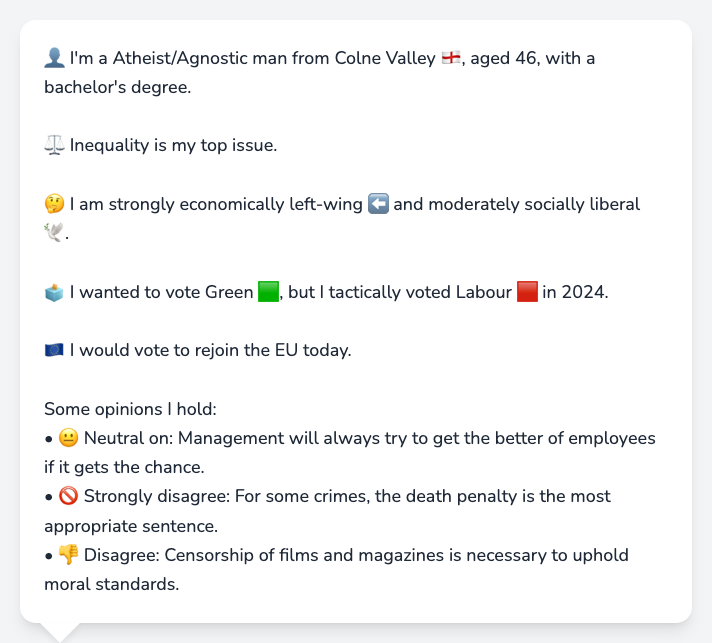 👤 I'm a Atheist/Agnostic man from Colne Valley 🏴󠁧󠁢󠁥󠁮󠁧󠁿, aged 46, with a
bachelor's degree.
⚖️ Inequality is my top issue.
🤔 I am strongly economically left-wing ⬅️ and moderately socially liberal
🕊️.
🗳️ I wanted to vote Green 🟩, but I tactically voted Labour 🟥 in 2024.
🇪🇺 I would vote to rejoin the EU today.
Some opinions I hold:
• 😐 Neutral on: Management will always try to get the better of employees
if it gets the chance.
• 🚫 Strongly disagree: For some crimes, the death penalty is the most
appropriate sentence.
• 👎 Disagree: Censorship of films and magazines is necessary to uphold
moral standards.